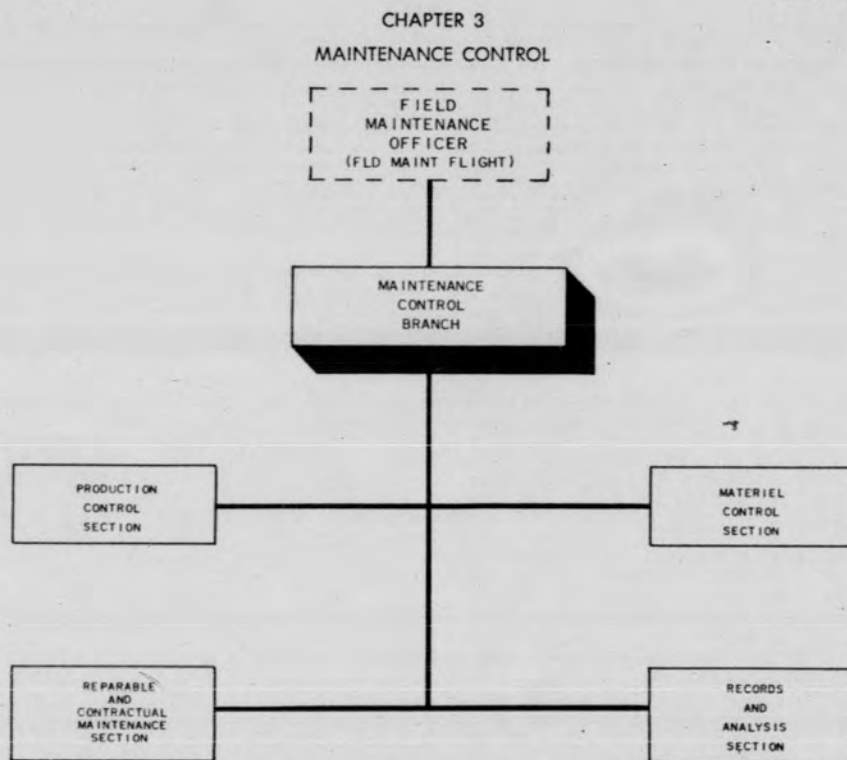 CHAPTER 3
MAINTENANCE CONTROL
FIELD
MAINTENANCE
OFFICER
(FLD MAINT FLIGHT)
MAINTENANCE
CONTROL
BRANCH
PRODUCTION
CONTROL
SECTION
MATERIEL
CONTROL
SECTION
REPARABLE
AND
CONTRACTUAL
MAINTENANCE
SECTION
RECORDS
AND
ANALYSIS
SECTION